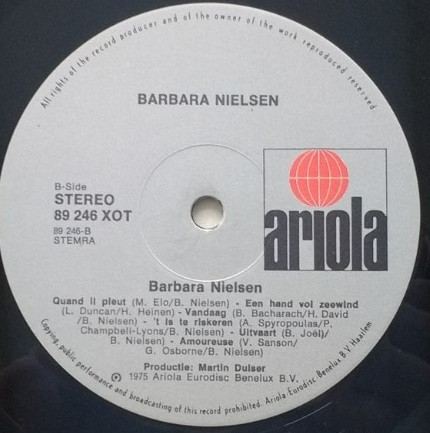 All rights of the record producer and of the owner of the work reproduced reserved
BARBARA NIELSEN
B-Side
STEREO
89 246 XOT
89 246-B
STEMRA
ariola
Barbara Nielsen
Quand il pleut (M. Elo/B. Nielsen) - Een hand vol zeewind
(L. Duncan/H. Heinen) - Vandaag (B. Bacharach/H. David
/B. Nielsen) - 't is te riskeren (A. Spyropoulas/P.
Champbell-Lyons/B. Nielsen) - Uitvaart (B. Joël)/
B. Nielsen) - Amoureuse (V. Sanson/
G. Osborne/B. Nielsen)
Productie: Martin Duiser
℗ 1975 Ariola Eurodisc Benelux B.V.
Copying, public performance and broadcasting of this record prohibited. Ariola Eurodisc Benelux B.V. Haarlem